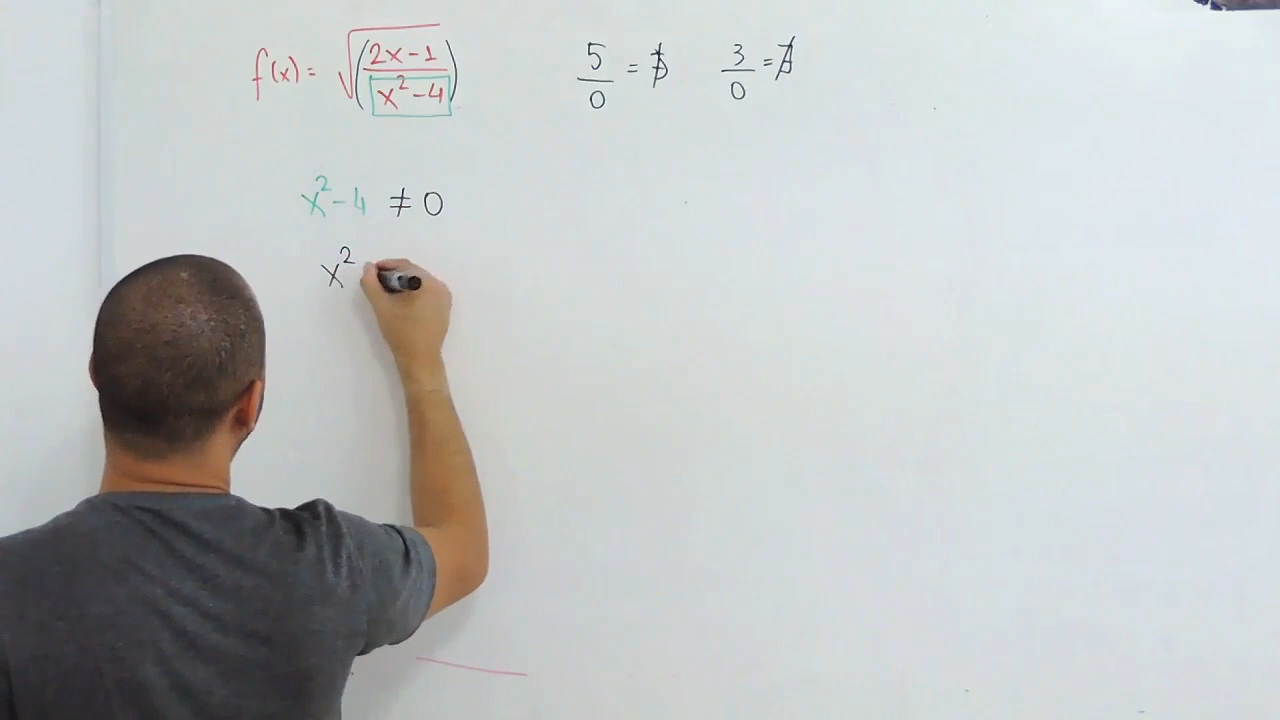 f(x) = √((2x-1)/(x²-4))
5/0 = ∄
3/0 = ∄
x²-4 ≠ 0
x²